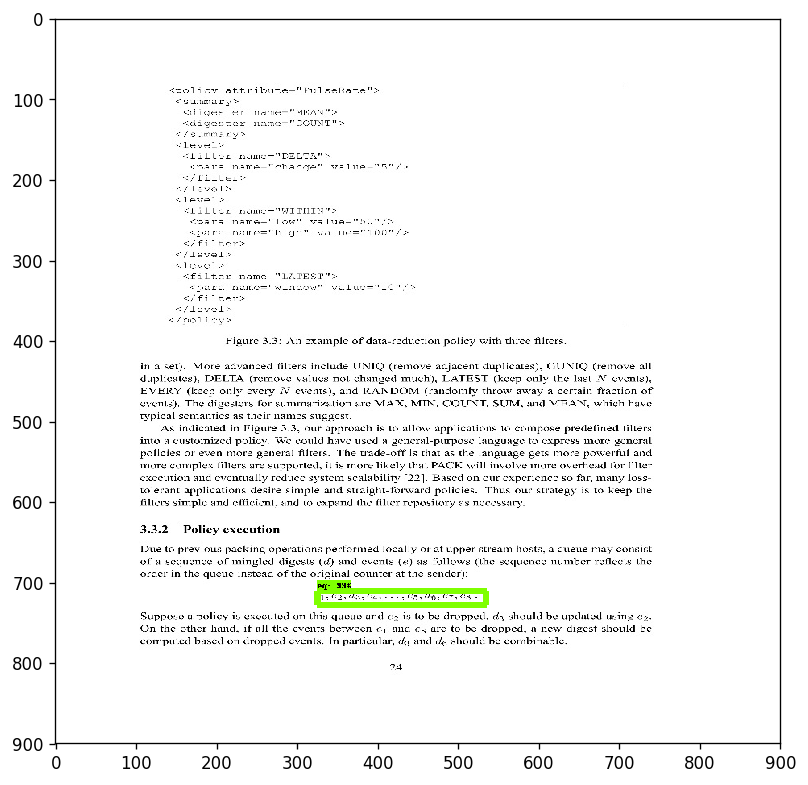 0
100
200
300
400
500
600
700
800
900
<policy attribute="PulseRate">
<summary>
<digester name="MEAN">
<digester name="COUNT">
</summary>
<level>
<filter name="DELTA">
<para name="change" value="5"/>
</filter>
</level>
<level>
<filter name="WITHIN">
<para name="low" value="50"/>
<para name="high" value="100"/>
</filter>
</level>
<level>
<filter name="LATEST">
<para name="window" value="10"/>
</filter>
</level>
</policy>
Figure 3.3: An example of data-reduction policy with three filters.
in a set). More advanced filters include UNIQ (remove adjacent duplicates), GUNIQ (remove all
duplicates), DELTA (remove values not changed much), LATEST (keep only the last N events),
EVERY (keep only every N events), and RANDOM (randomly throw away a certain fraction of
events). The digesters for summarization are MAX, MIN, COUNT, SUM, and MEAN, which have
typical semantics as their names suggest.
As indicated in Figure 3.3, our approach is to allow applications to compose predefined filters
into a customized policy. We could have used a general-purpose language to express more general
policies or even more general filters. The trade-off is that as the language gets more powerful and
more complex filters are supported, it is more likely that PACK will involve more overhead for filter
execution and eventually reduce system scalability [22]. Based on our experience so far, many loss-
tolerant applications desire simple and straight-forward policies. Thus our strategy is to keep the
filters simple and efficient, and to expand the filter repository as necessary.
3.3.2 Policy execution
Due to previous packing operations performed locally or at upper stream hosts, a queue may consist
of a sequence of mingled digests (d) and events (e) as follows (the sequence number reflects the
order in the queue instead of the original counter at the sender):
Suppose a policy is executed on this queue and e₂ is to be dropped, d₃ should be updated using e₂.
On the other hand, if all the events between e₄ and e₅ are to be dropped, a new digest should be
computed based on dropped events. In particular, d₃ and d₆ should be combinable.
24
0 100 200 300 400 500 600 700 800 900